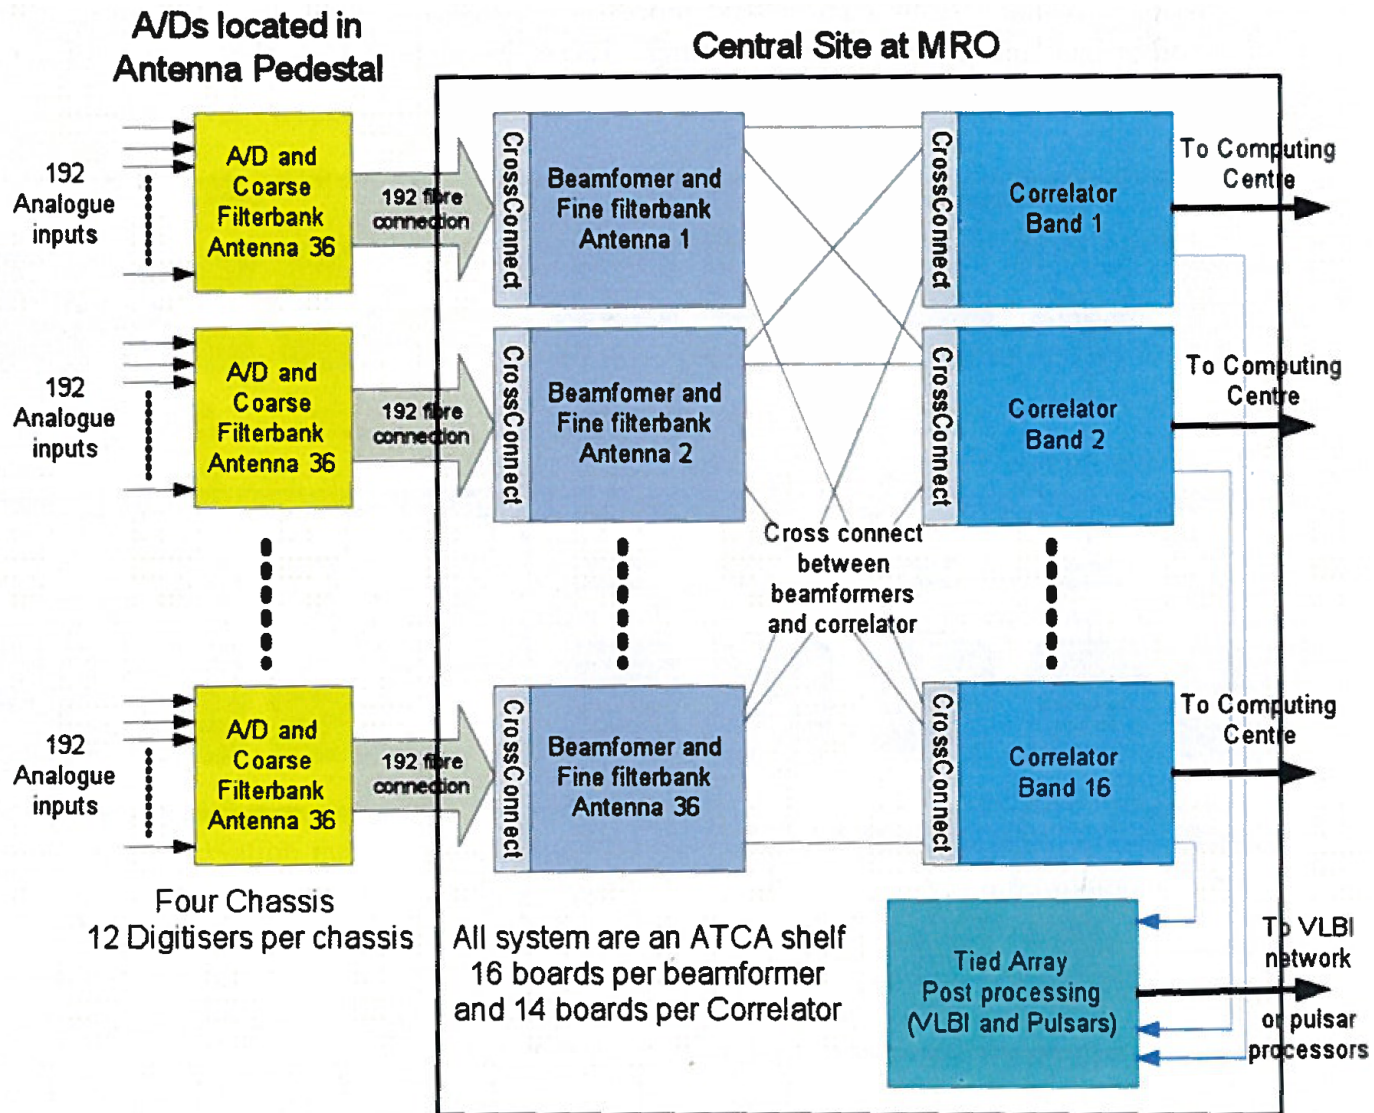 A/Ds located in
Antenna Pedestal
Central Site at MRO
192
Analogue
inputs
A/D and
Coarse
Filterbank
Antenna 36
192 fibre
connection
CrossConnect
Beamfomer and
Fine filterbank
Antenna 1
CrossConnect
Correlator
Band 1
To Computing
Centre
192
Analogue
inputs
A/D and
Coarse
Filterbank
Antenna 36
192 fibre
connection
CrossConnect
Beamfomer and
Fine filterbank
Antenna 2
CrossConnect
Correlator
Band 2
To Computing
Centre
Cross connect
between
beamformers
and correlator
192
Analogue
inputs
A/D and
Coarse
Filterbank
Antenna 36
192 fibre
connection
CrossConnect
Beamfomer and
Fine filterbank
Antenna 36
CrossConnect
Correlator
Band 16
To Computing
Centre
Four Chassis
12 Digitisers per chassis
All system are an ATCA shelf
16 boards per beamformer
and 14 boards per Correlator
Tied Array
Post processing
(VLBI and Pulsars)
To VLBI
network
or pulsar
processors